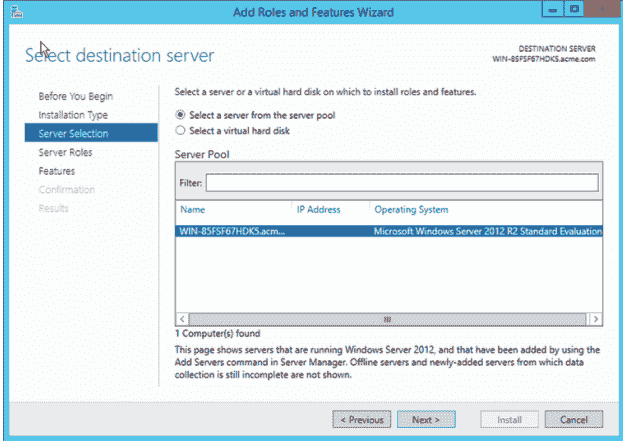 Add Roles and Features Wizard
Select destination server
DESTINATION SERVER
WIN-85FSF67HDK5.acme.com
Before You Begin
Installation Type
Server Selection
Server Roles
Features
Confirmation
Results
Select a server or a virtual hard disk on which to install roles and features.
Select a server from the server pool
Select a virtual hard disk
Server Pool
Filter:
Name IP Address Operating System
WIN-85FSF67HDK5.acm... Microsoft Windows Server 2012 R2 Standard Evaluation
1 Computer(s) found
This page shows servers that are running Windows Server 2012, and that have been added by using the
Add Servers command in Server Manager. Offline servers and newly-added servers from which data
collection is still incomplete are not shown.
< Previous Next > Install Cancel